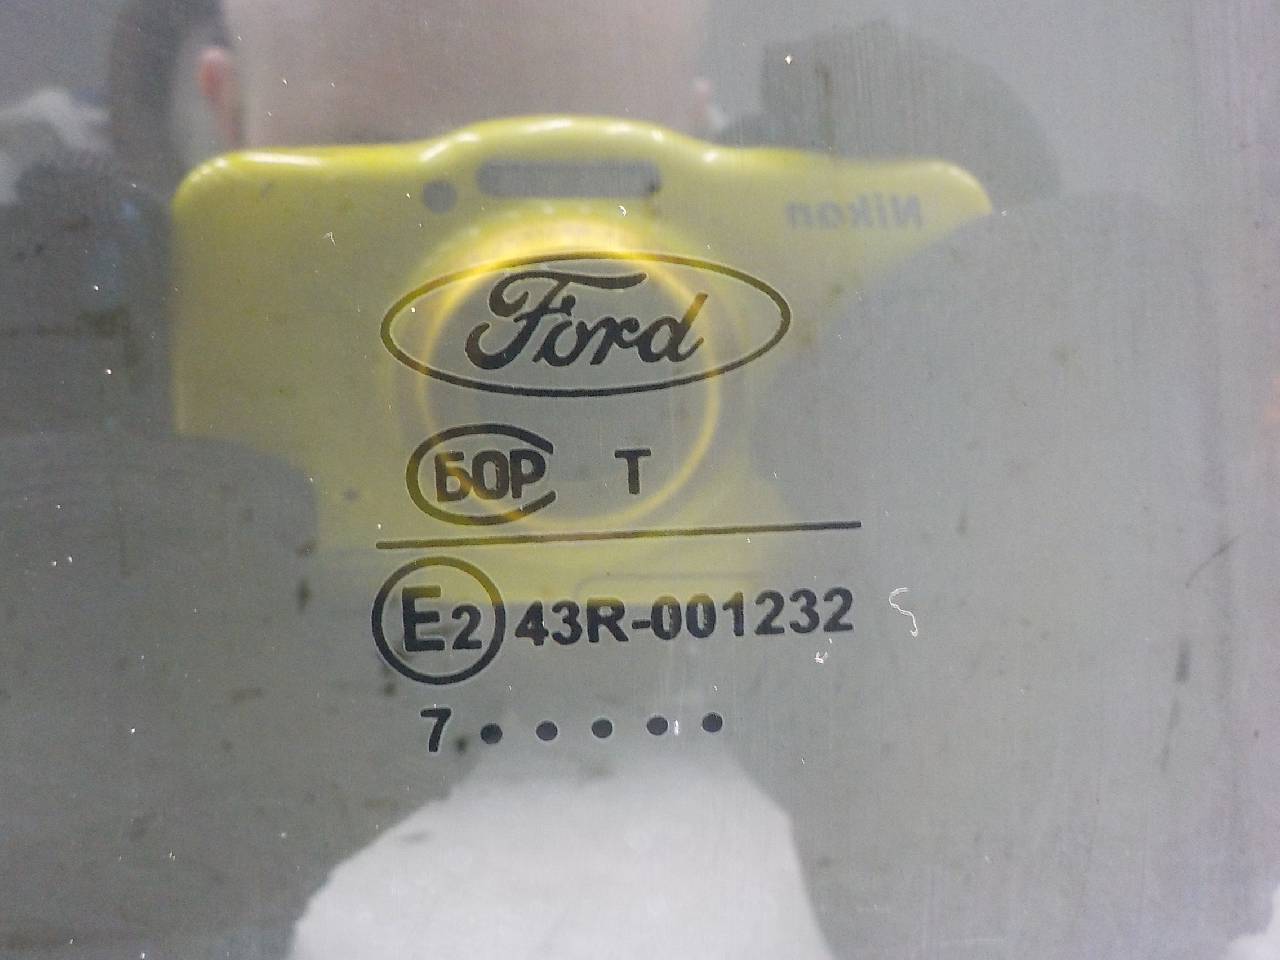 Nikon
Ford
БОР T
E2 43R-001232
7 • • • • •